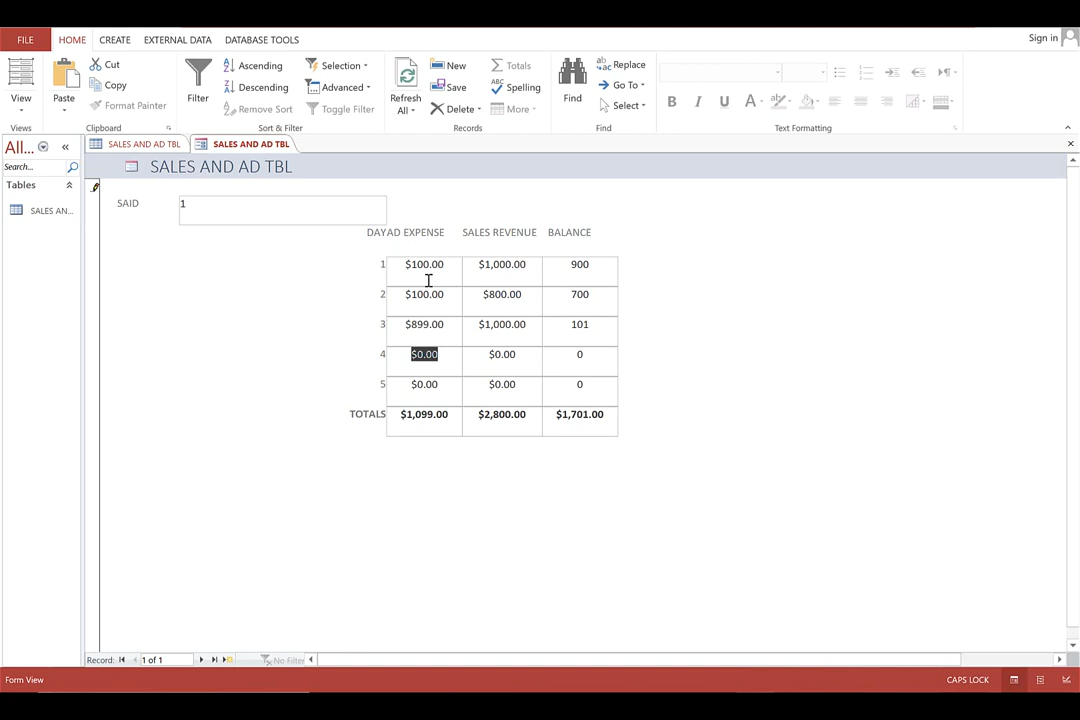 FILE HOME CREATE EXTERNAL DATA DATABASE TOOLS Sign in
View Views
Paste Cut Copy Format Painter Clipboard
Filter Ascending Descending Remove Sort Selection Advanced Toggle Filter Sort & Filter
Refresh All New Save Delete Totals Spelling More Records
Find Replace Go To Select Find
B I U A Text Formatting
All... SALES AND AD TBL SALES AND AD TBL
Search... SALES AND AD TBL
Tables
SALES AN...
SAID 1
DAY AD EXPENSE SALES REVENUE BALANCE
1 $100.00 $1,000.00 900
2 $100.00 $800.00 700
3 $899.00 $1,000.00 101
4 $0.00 $0.00 0
5 $0.00 $0.00 0
TOTALS $1,099.00 $2,800.00 $1,701.00
Record: 1 of 1 No Filter
Form View CAPS LOCK